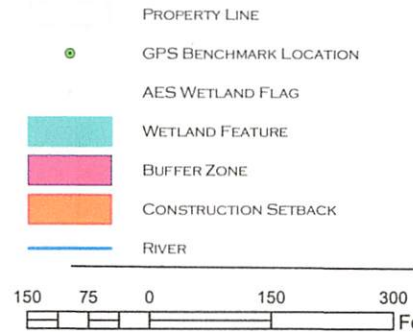 PROPERTY LINE
GPS BENCHMARK LOCATION
AES WETLAND FLAG
WETLAND FEATURE
BUFFER ZONE
CONSTRUCTION SETBACK
RIVER
150 75 0 150 300